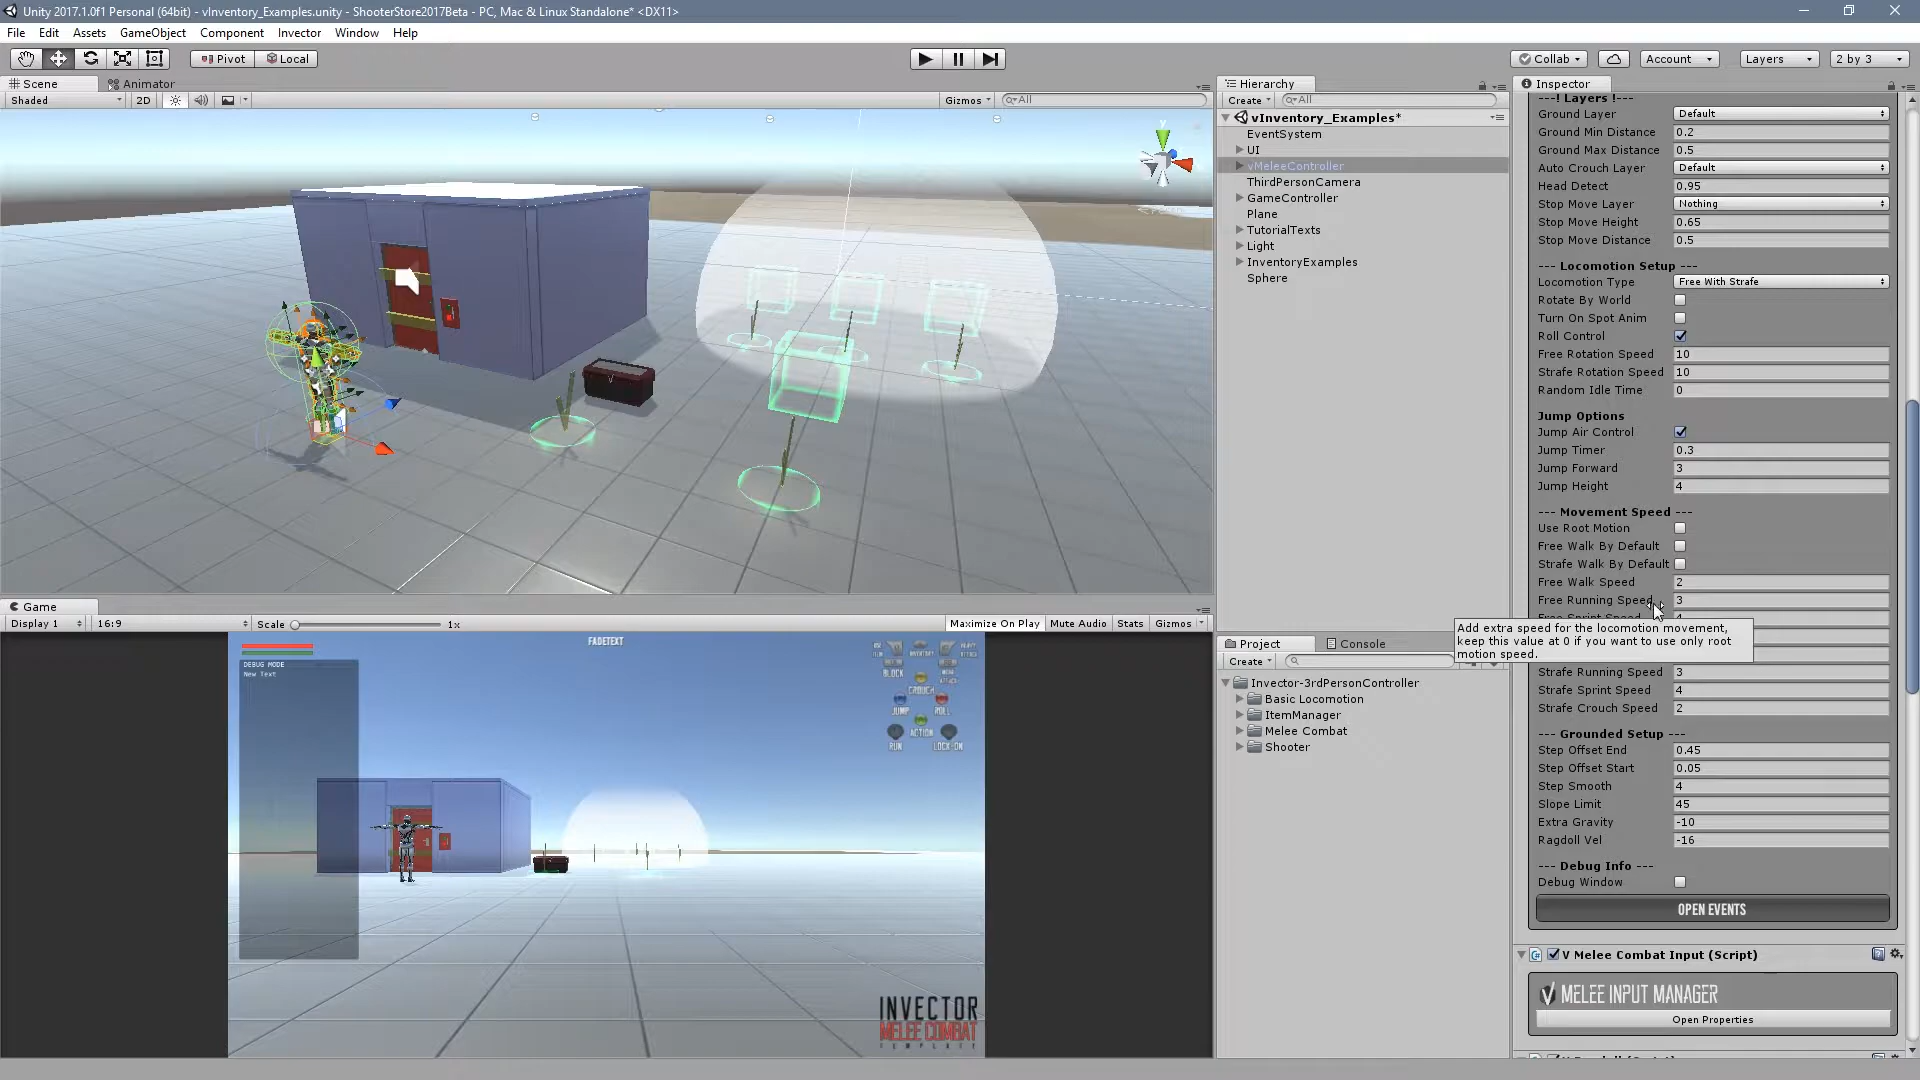 Unity 2017.1.0f1 Personal (64bit) - vInventory_Examples.unity - ShooterStore2017Beta - PC, Mac & Linux Standalone* <DX11>
File Edit Assets GameObject Component Invector Window Help
Pivot Local
Collab Account Layers 2 by 3
Scene Animator
Shaded 2D Gizmos All
Hierarchy
Create All
vInventory_Examples*
EventSystem
UI
vMeleeController
ThirdPersonCamera
GameController
Plane
TutorialTexts
Light
InventoryExamples
Sphere
Game
Display 1 16:9 Scale 1x Maximize On Play Mute Audio Stats Gizmos
FADETEXT
DEBUG MODE
New Text
INVENTORY
BLOCK
CROUCH
JUMP
ROLL
ACTION
RUN
LOCK-ON
INVECTOR
MELEE COMBAT
TEMPLATE
Project Console
Create
Invector-3rdPersonController
Basic Locomotion
ItemManager
Melee Combat
Shooter
Inspector
---! Layers !---
Ground Layer Default
Ground Min Distance 0.2
Ground Max Distance 0.5
Auto Crouch Layer Default
Head Detect 0.95
Stop Move Layer Nothing
Stop Move Height 0.65
Stop Move Distance 0.5
--- Locomotion Setup ---
Locomotion Type Free With Strafe
Rotate By World
Turn On Spot Anim
Roll Control
Free Rotation Speed 10
Strafe Rotation Speed 10
Random Idle Time 0
Jump Options
Jump Air Control
Jump Timer 0.3
Jump Forward 3
Jump Height 4
--- Movement Speed ---
Use Root Motion
Free Walk By Default
Strafe Walk By Default
Free Walk Speed 2
Free Running Speed 3
Add extra speed for the locomotion movement,
keep this value at 0 if you want to use only root
motion speed.
Strafe Running Speed 3
Strafe Sprint Speed 4
Strafe Crouch Speed 2
--- Grounded Setup ---
Step Offset End 0.45
Step Offset Start 0.05
Step Smooth 4
Slope Limit 45
Extra Gravity -10
Ragdoll Vel -16
--- Debug Info ---
Debug Window
OPEN EVENTS
V Melee Combat Input (Script)
MELEE INPUT MANAGER
Open Properties